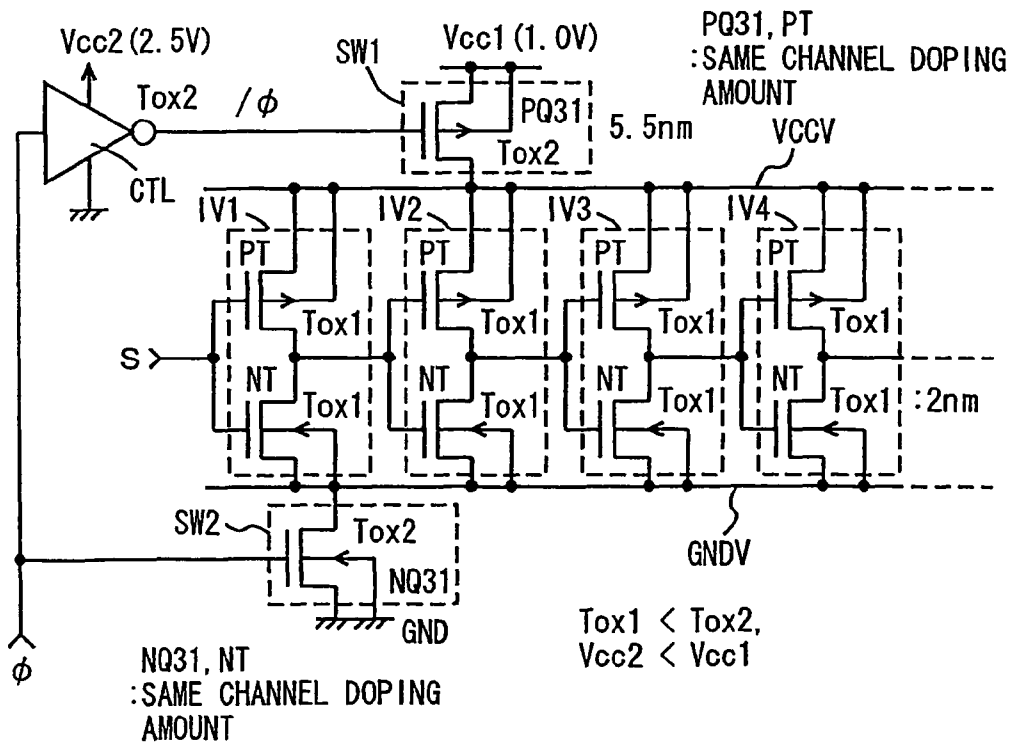 PQ31, PT
:SAME CHANNEL DOPING
AMOUNT
Vcc2 (2.5V)
SW1
Vcc1 (1.0V)
Tox2
/φ
PQ31
Tox2
5.5nm
VCCV
CTL
IV1
IV2
IV3
IV4
PT
PT
PT
PT
Tox1
Tox1
Tox1
Tox1
S
NT
NT
NT
NT
Tox1
Tox1
Tox1
Tox1
:2nm
SW2
Tox2
NQ31
GND
GNDV
φ
Tox1 < Tox2,
Vcc2 < Vcc1
NQ31, NT
:SAME CHANNEL DOPING
AMOUNT